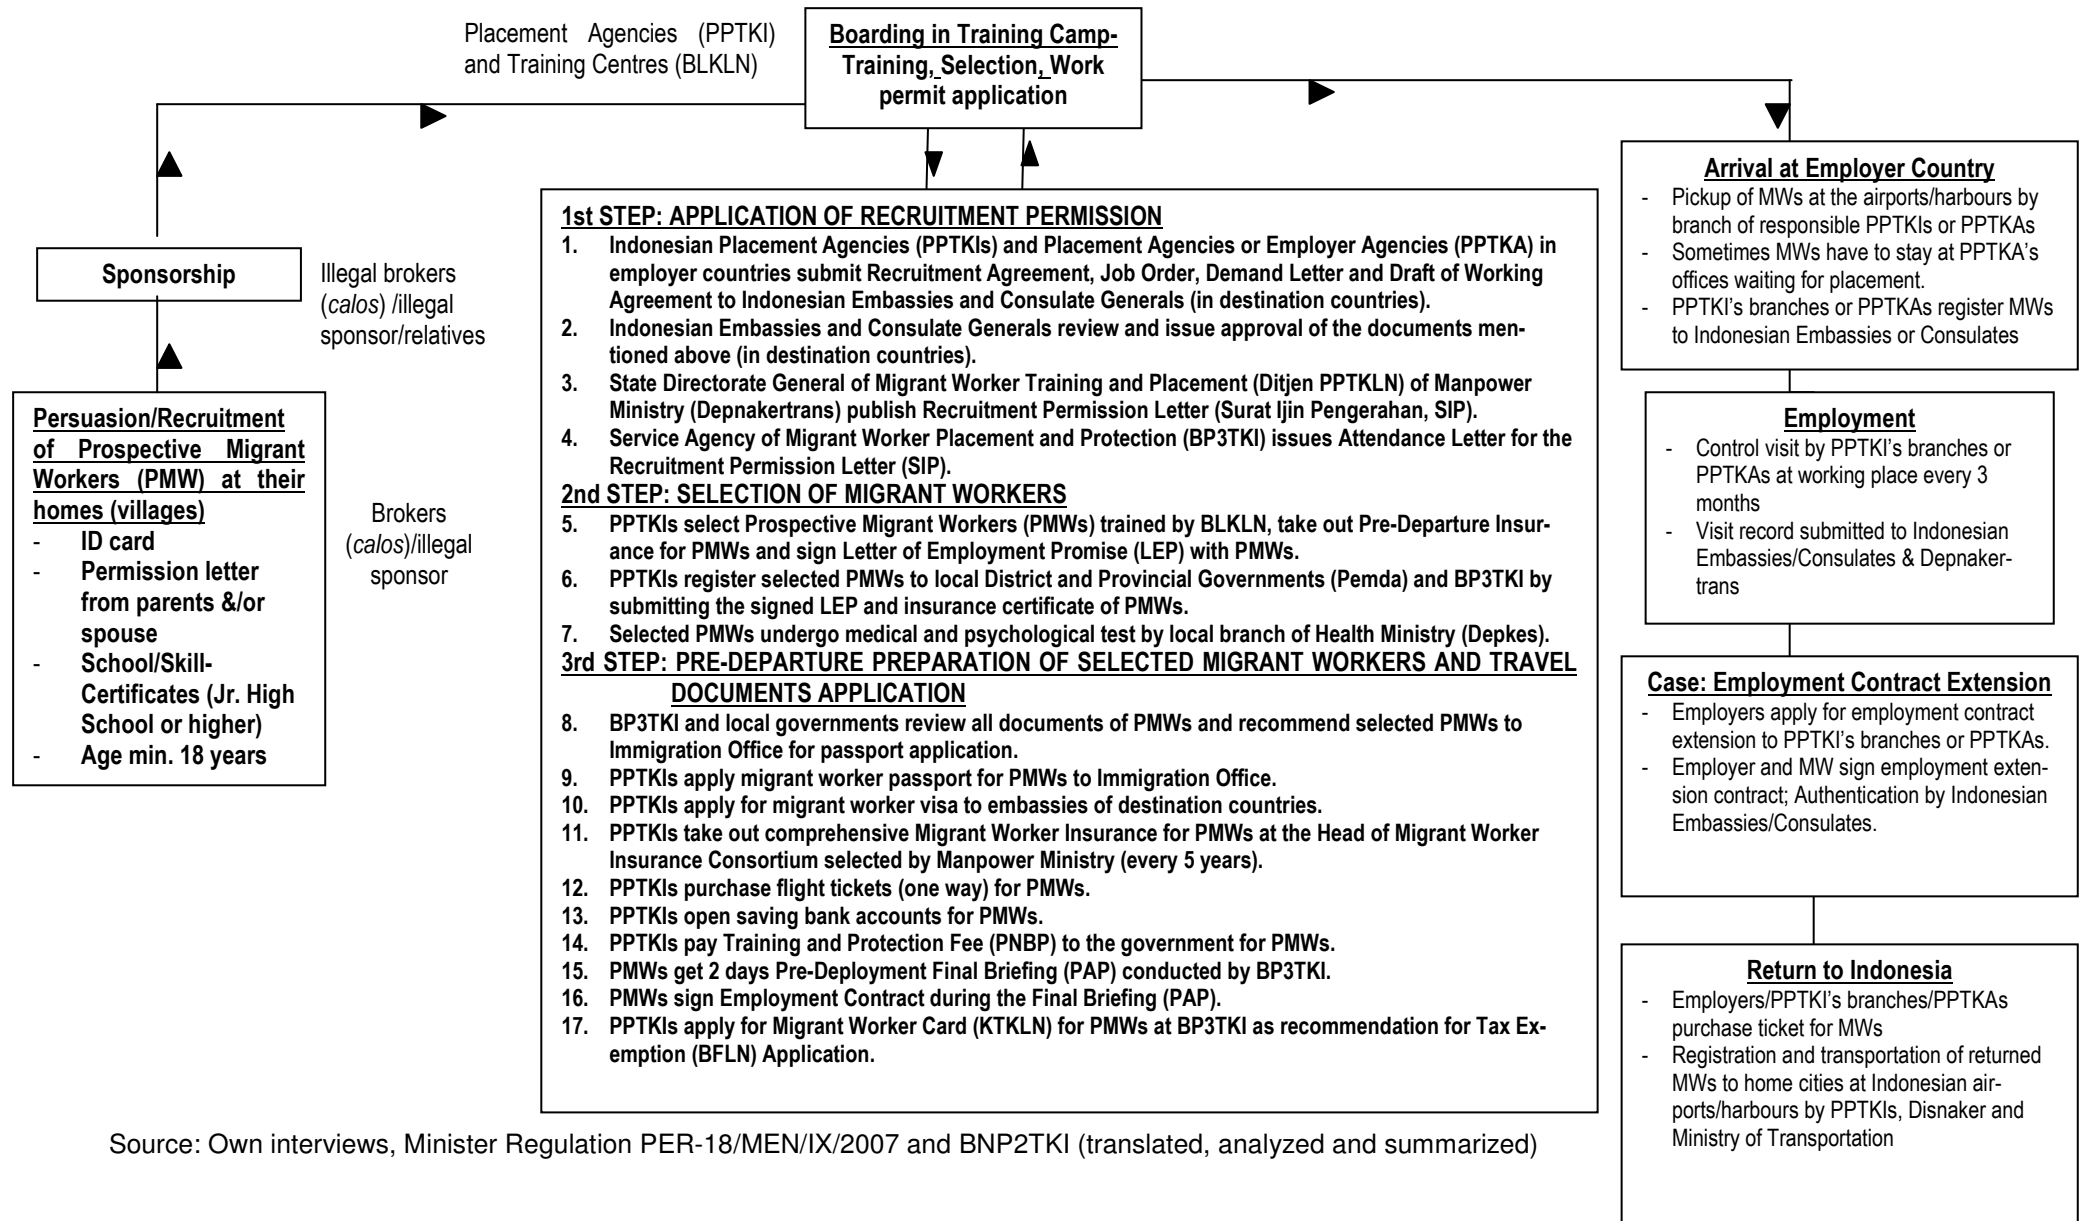 Placement Agencies (PPTKI)
and Training Centres (BLKLN)
Boarding in Training Camp-
Training, Selection, Work
permit application
Sponsorship
Illegal brokers
(calos) /illegal
sponsor/relatives
Persuasion/Recruitment
of Prospective Migrant
Workers (PMW) at their
homes (villages)
- ID card
- Permission letter
from parents &/or
spouse
- School/Skill-
Certificates (Jr. High
School or higher)
- Age min. 18 years
Brokers
(calos)/illegal
sponsor
1st STEP: APPLICATION OF RECRUITMENT PERMISSION
1. Indonesian Placement Agencies (PPTKIs) and Placement Agencies or Employer Agencies (PPTKA) in
employer countries submit Recruitment Agreement, Job Order, Demand Letter and Draft of Working
Agreement to Indonesian Embassies and Consulate Generals (in destination countries).
2. Indonesian Embassies and Consulate Generals review and issue approval of the documents men-
tioned above (in destination countries).
3. State Directorate General of Migrant Worker Training and Placement (Ditjen PPTKLN) of Manpower
Ministry (Depnakertrans) publish Recruitment Permission Letter (Surat Ijin Pengerahan, SIP).
4. Service Agency of Migrant Worker Placement and Protection (BP3TKI) issues Attendance Letter for the
Recruitment Permission Letter (SIP).
2nd STEP: SELECTION OF MIGRANT WORKERS
5. PPTKIs select Prospective Migrant Workers (PMWs) trained by BLKLN, take out Pre-Departure Insur-
ance for PMWs and sign Letter of Employment Promise (LEP) with PMWs.
6. PPTKIs register selected PMWs to local District and Provincial Governments (Pemda) and BP3TKI by
submitting the signed LEP and insurance certificate of PMWs.
7. Selected PMWs undergo medical and psychological test by local branch of Health Ministry (Depkes).
3rd STEP: PRE-DEPARTURE PREPARATION OF SELECTED MIGRANT WORKERS AND TRAVEL
DOCUMENTS APPLICATION
8. BP3TKI and local governments review all documents of PMWs and recommend selected PMWs to
Immigration Office for passport application.
9. PPTKIs apply migrant worker passport for PMWs to Immigration Office.
10. PPTKIs apply for migrant worker visa to embassies of destination countries.
11. PPTKIs take out comprehensive Migrant Worker Insurance for PMWs at the Head of Migrant Worker
Insurance Consortium selected by Manpower Ministry (every 5 years).
12. PPTKIs purchase flight tickets (one way) for PMWs.
13. PPTKIs open saving bank accounts for PMWs.
14. PPTKIs pay Training and Protection Fee (PNBP) to the government for PMWs.
15. PMWs get 2 days Pre-Deployment Final Briefing (PAP) conducted by BP3TKI.
16. PMWs sign Employment Contract during the Final Briefing (PAP).
17. PPTKIs apply for Migrant Worker Card (KTKLN) for PMWs at BP3TKI as recommendation for Tax Ex-
emption (BFLN) Application.
Arrival at Employer Country
- Pickup of MWs at the airports/harbours by
branch of responsible PPTKIs or PPTKAs
- Sometimes MWs have to stay at PPTKA's
offices waiting for placement.
- PPTKI's branches or PPTKAs register MWs
to Indonesian Embassies or Consulates
Employment
- Control visit by PPTKI's branches or
PPTKAs at working place every 3
months
- Visit record submitted to Indonesian
Embassies/Consulates & Depnaker-
trans
Case: Employment Contract Extension
- Employers apply for employment contract
extension to PPTKI's branches or PPTKAs.
- Employer and MW sign employment exten-
sion contract; Authentication by Indonesian
Embassies/Consulates.
Return to Indonesia
- Employers/PPTKI's branches/PPTKAs
purchase ticket for MWs
- Registration and transportation of returned
MWs to home cities at Indonesian air-
ports/harbours by PPTKIs, Disnaker and
Ministry of Transportation
Source: Own interviews, Minister Regulation PER-18/MEN/IX/2007 and BNP2TKI (translated, analyzed and summarized)